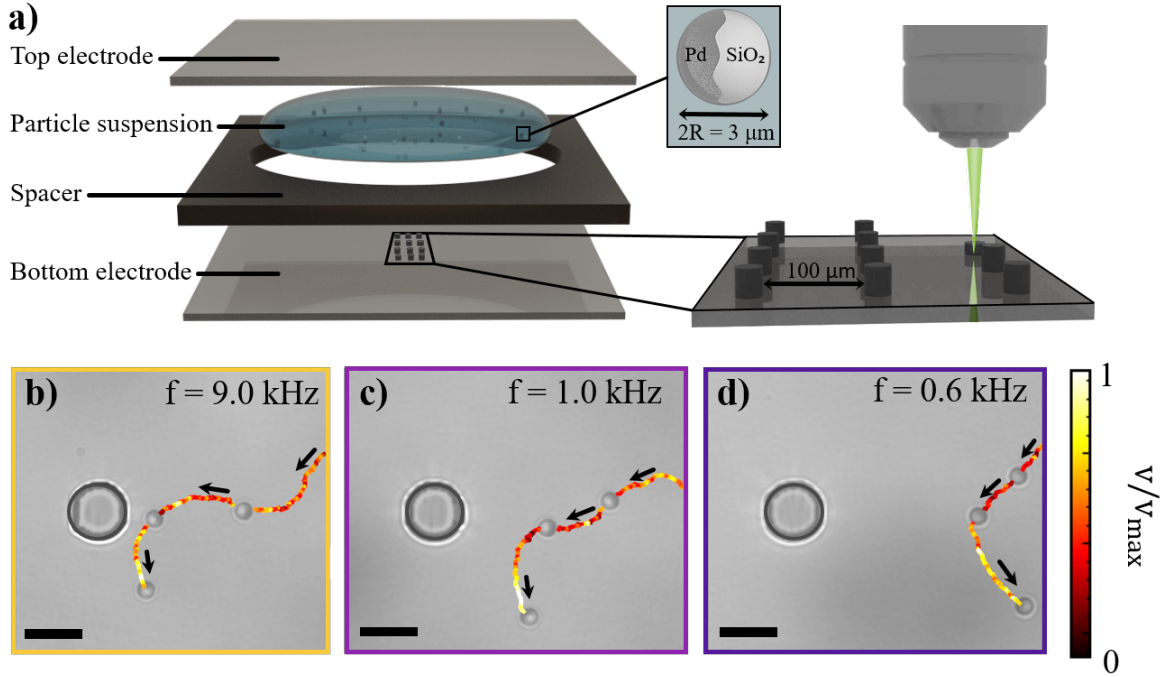 a)
Top electrode
Particle suspension
Spacer
Bottom electrode
Pd
SiO₂
2R = 3 μm
100 μm
b)
f = 9.0 kHz
c)
f = 1.0 kHz
d)
f = 0.6 kHz
1
v/vₘₐₓ
0